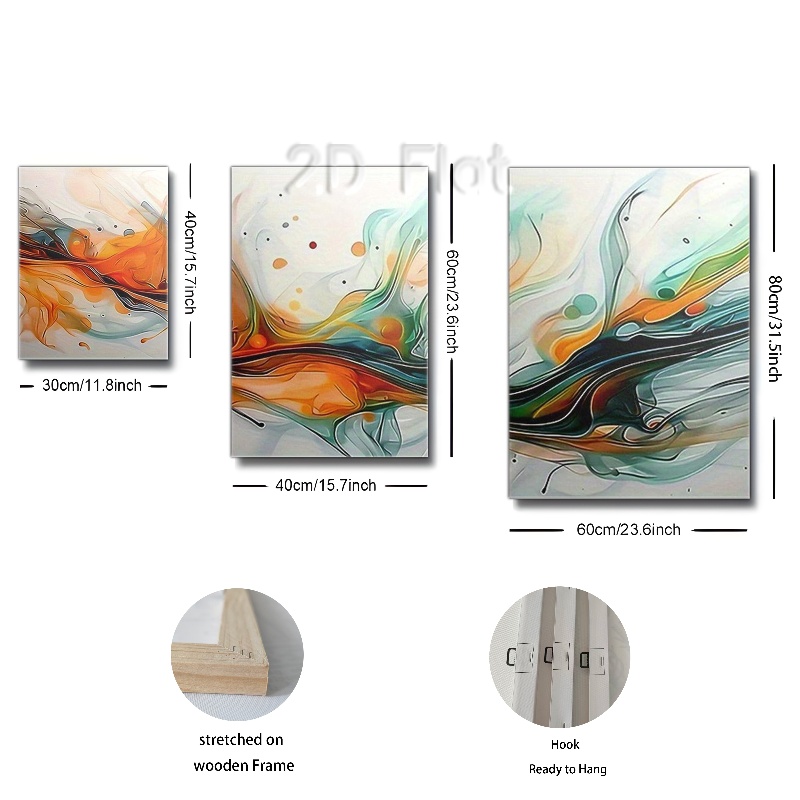 2D Flat
40cm/15.7inch
30cm/11.8inch
60cm/23.6inch
40cm/15.7inch
80cm/31.5inch
60cm/23.6inch
stretched on
wooden Frame
Hook
Ready to Hang